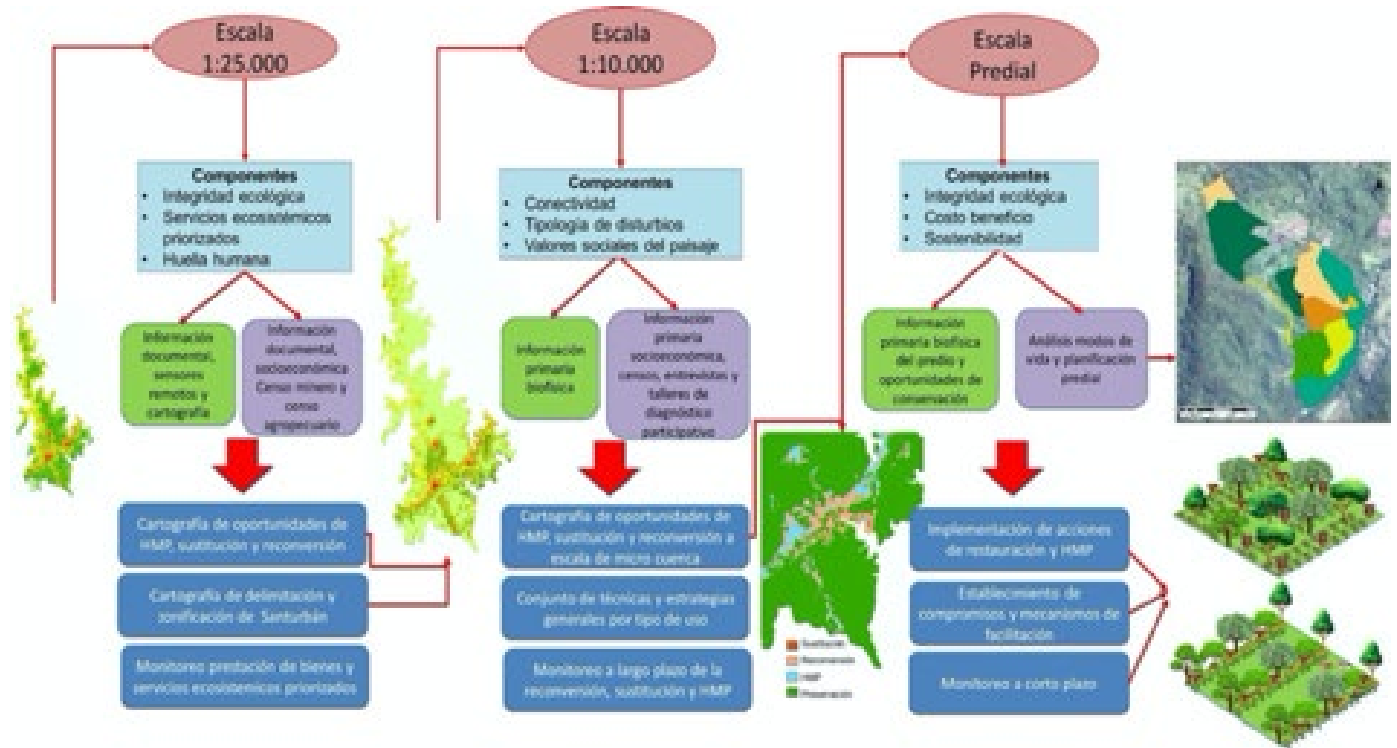 Escala
1:25.000
Componentes
• Integridad ecológica
• Servicios ecosistémicos
priorizados
• Huella humana
Información
documental,
sensores
remotos y
cartografía
Información
documental,
socioeconómica
Censo minero y
censo
agropecuario
Cartografía de oportunidades de
HMP, sustitución y reconversión
Cartografía de delimitación y
zonificación de Santurbán
Monitoreo prestación de bienes y
servicios ecosistemicos priorizados
Escala
1:10.000
Componentes
• Conectividad
• Tipología de disturbios
• Valores sociales del paisaje
Información
primaria
biofísica
Información
primaria
socioeconómica,
censos, entrevistas y
talleres de
diagnóstico
participativo
Cartografía de oportunidades de
HMP, sustitución y reconversión a
escala de micro cuenca
Conjunto de técnicas y estrategias
generales por tipo de uso
Monitoreo a largo plazo de la
reconversión, sustitución y HMP
Sustitución
Reconversión
HMP
Preservación
Escala
Predial
Componentes
• Integridad ecológica
• Costo beneficio
• Sostenibilidad
Información
primaria biofísica
del predio y
oportunidades de
conservación
Análisis modos de
vida y planificación
predial
Implementación de acciones
de restauración y HMP
Establecimiento de
compromisos y mecanismos de
facilitación
Monitoreo a corto plazo